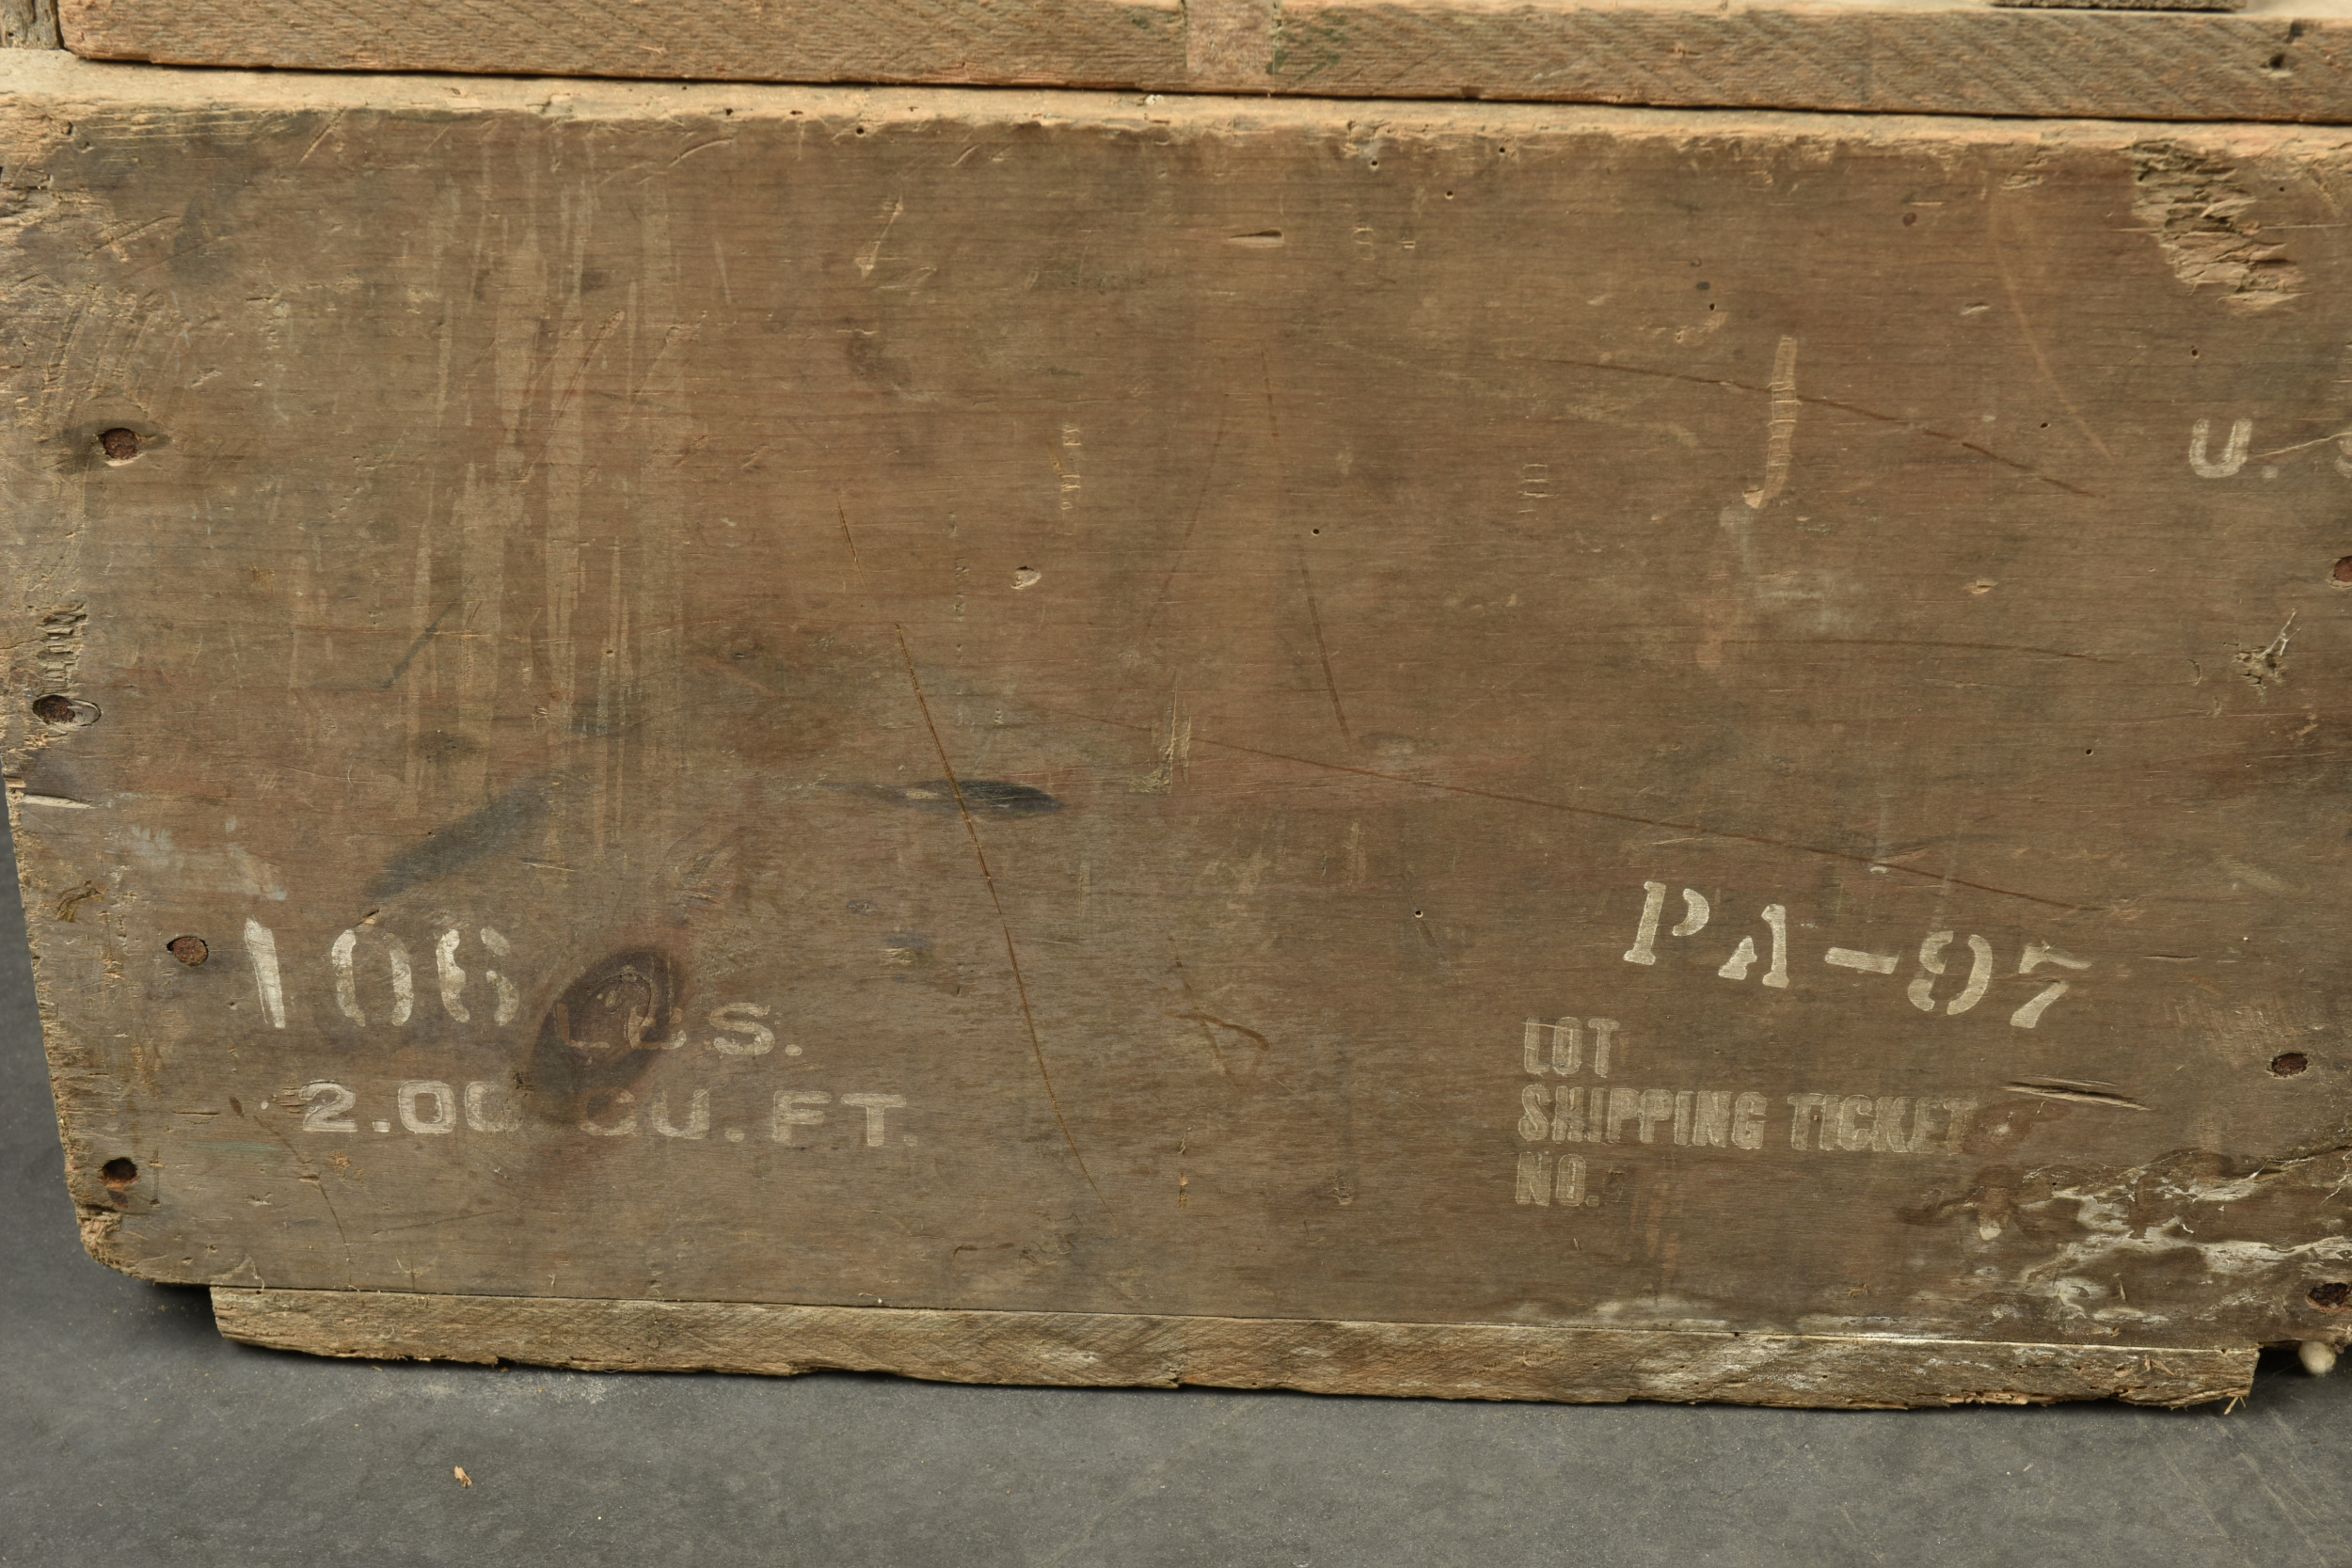 U. S
106 LBS.
2.00 CU. FT.
PA-97
LOT
SHIPPING TICKET
NO.